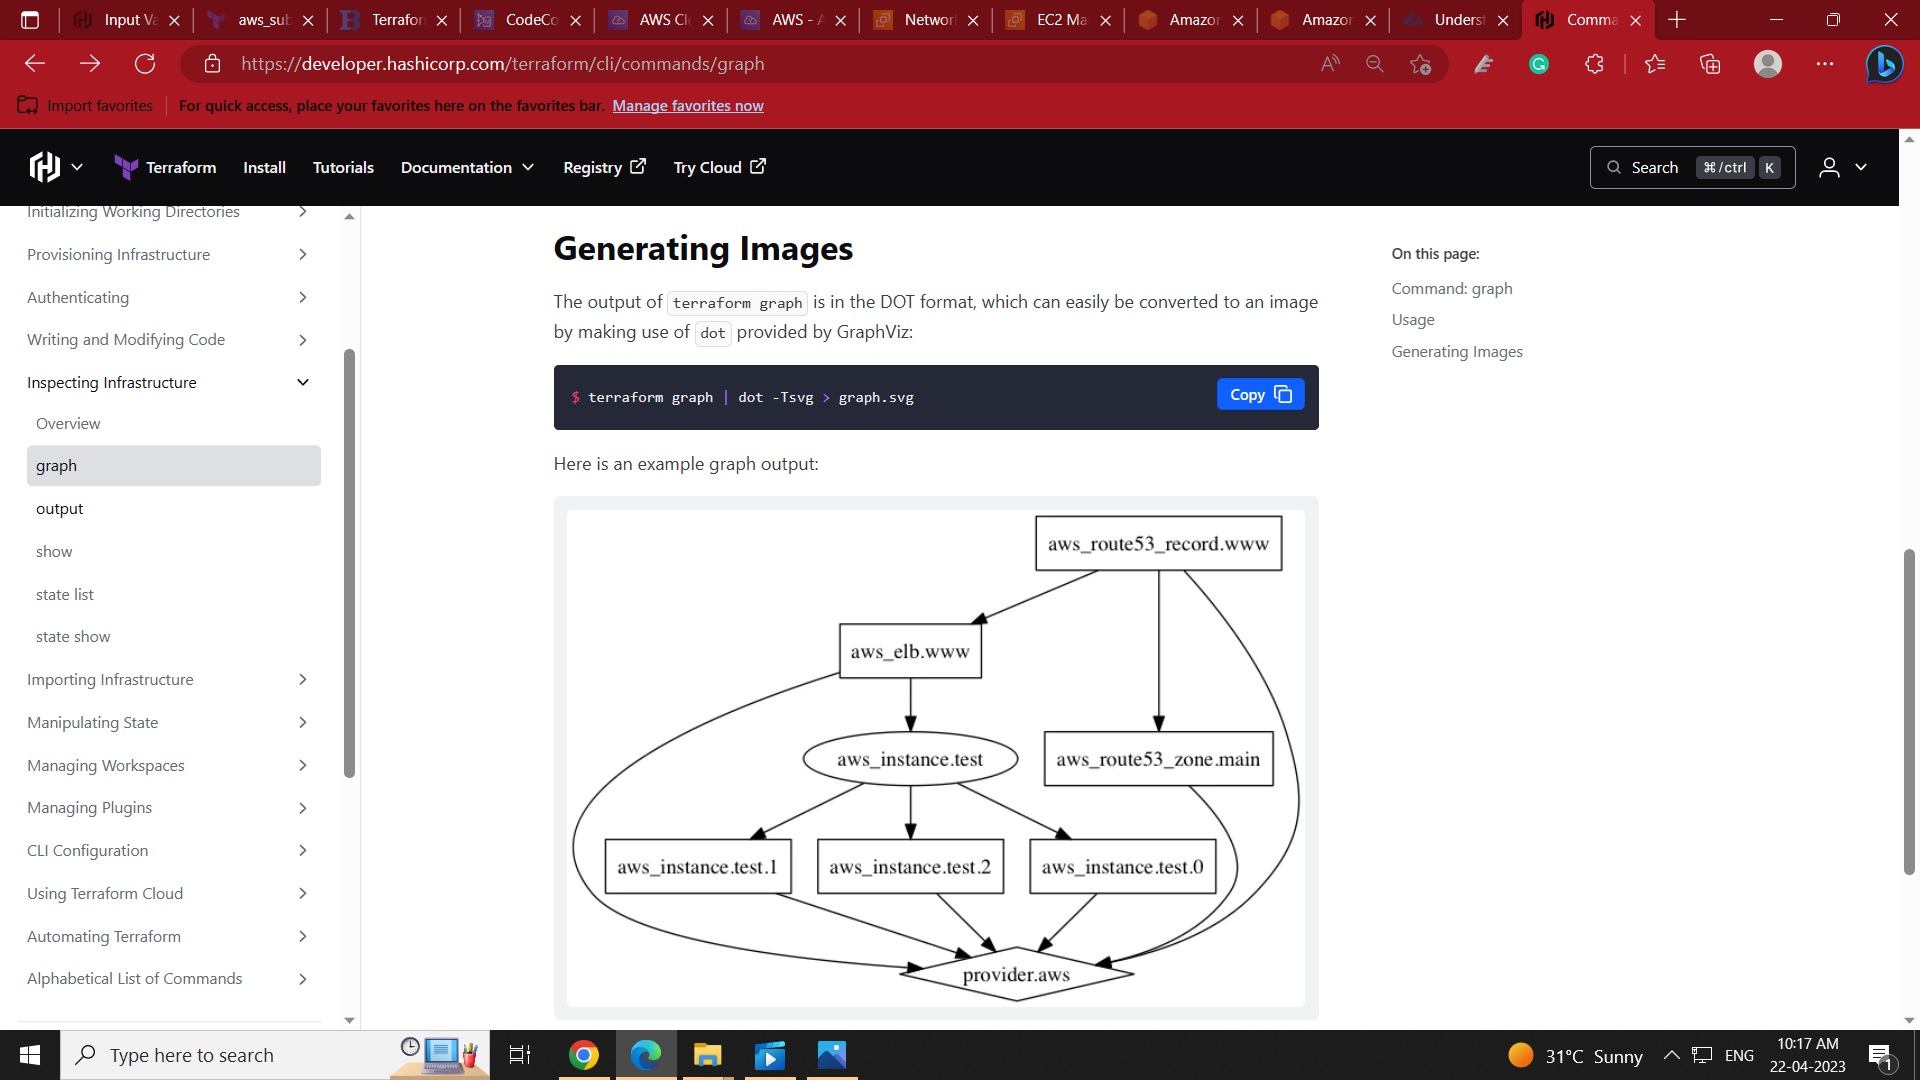 Input Va
aws_sub
Terrafor
CodeCo
AWS Cl
AWS - A
Networ
EC2 Ma
Amazor
Amazor
Underst
Comma
https://developer.hashicorp.com/terraform/cli/commands/graph
Import favorites
For quick access, place your favorites here on the favorites bar. Manage favorites now
Terraform
Install
Tutorials
Documentation
Registry
Try Cloud
Search
⌘/ctrl
K
Initializing Working Directories
Provisioning Infrastructure
Authenticating
Writing and Modifying Code
Inspecting Infrastructure
Overview
graph
output
show
state list
state show
Importing Infrastructure
Manipulating State
Managing Workspaces
Managing Plugins
CLI Configuration
Using Terraform Cloud
Automating Terraform
Alphabetical List of Commands
Generating Images
The output of terraform graph is in the DOT format, which can easily be converted to an image
by making use of dot provided by GraphViz:
$ terraform graph | dot -Tsvg > graph.svg
Copy
Here is an example graph output:
aws_route53_record.www
aws_elb.www
aws_instance.test
aws_route53_zone.main
aws_instance.test.1
aws_instance.test.2
aws_instance.test.0
provider.aws
On this page:
Command: graph
Usage
Generating Images
Type here to search
31°C Sunny
ENG
10:17 AM
22-04-2023
1